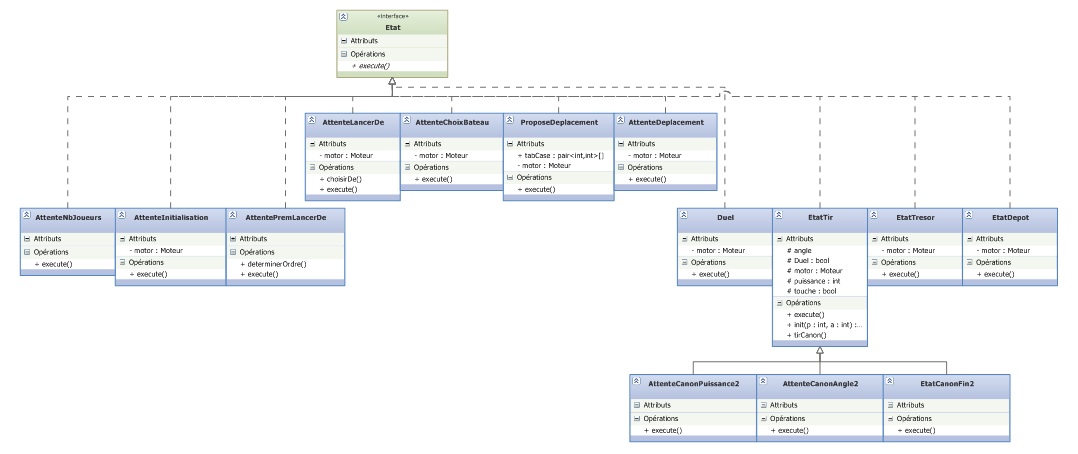 «interface»
Etat
Attributs
Opérations
+ execute()
AttenteLancerDe
Attributs
- motor : Moteur
Opérations
+ choisirDe()
+ execute()
AttenteChoixBateau
Attributs
- motor : Moteur
Opérations
+ execute()
ProposeDeplacement
Attributs
+ tabCase : pair<int,int>[]
- motor : Moteur
Opérations
+ execute()
AttenteDeplacement
Attributs
- motor : Moteur
Opérations
+ execute()
AttenteNbJoueurs
Attributs
Opérations
+ execute()
AttenteInitialisation
Attributs
- motor : Moteur
Opérations
+ execute()
AttentePremLancerDe
Attributs
Opérations
+ determinerOrdre()
+ execute()
Duel
Attributs
- motor : Moteur
Opérations
+ execute()
EtatTir
Attributs
# angle
# Duel : bool
# motor : Moteur
# puissance : int
# touche : bool
Opérations
+ execute()
+ init(p : int, a : int) :...
+ tirCanon()
EtatTresor
Attributs
- motor : Moteur
Opérations
+ execute()
EtatDepot
Attributs
- motor : Moteur
Opérations
+ execute()
AttenteCanonPuissance2
Attributs
Opérations
+ execute()
AttenteCanonAngle2
Attributs
Opérations
+ execute()
EtatCanonFin2
Attributs
Opérations
+ execute()